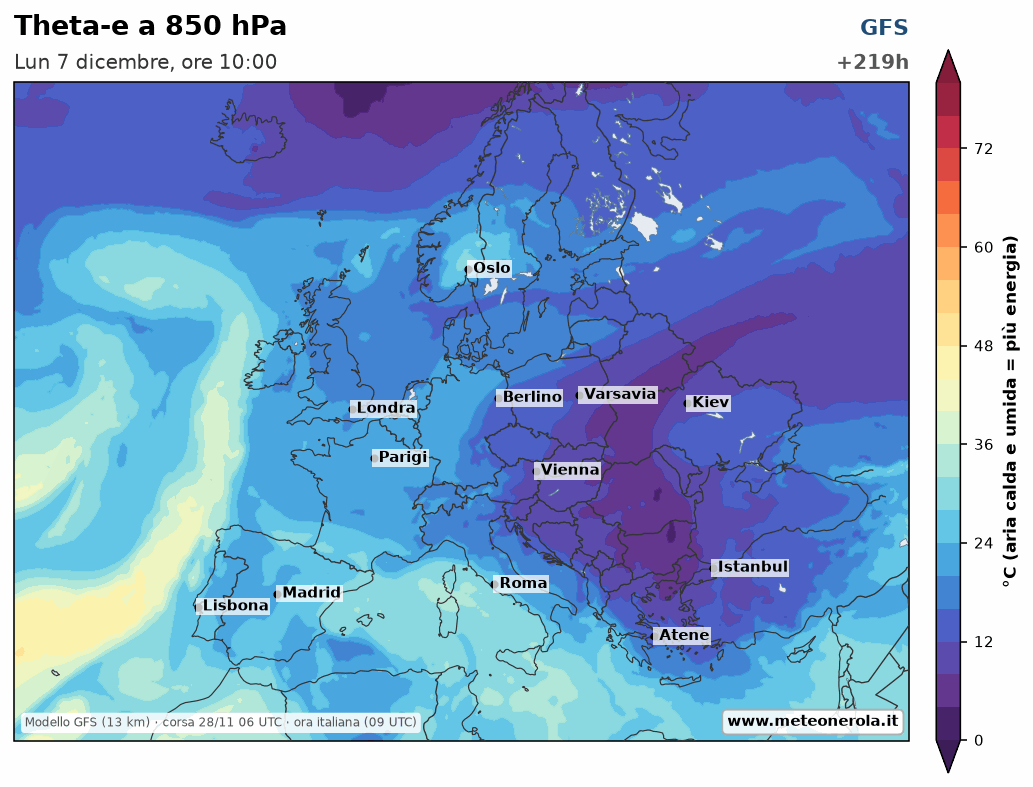 Theta-e a 850 hPa
GFS
Lun 7 dicembre, ore 10:00
+219h
Oslo
Berlino
Varsavia
Kiev
Londra
Parigi
Vienna
Istanbul
Roma
Madrid
Lisbona
Atene
72
60
48
36
24
12
0
°C (aria calda e umida = più energia)
Modello GFS (13 km) · corsa 28/11 06 UTC · ora italiana (09 UTC)
www.meteonerola.it